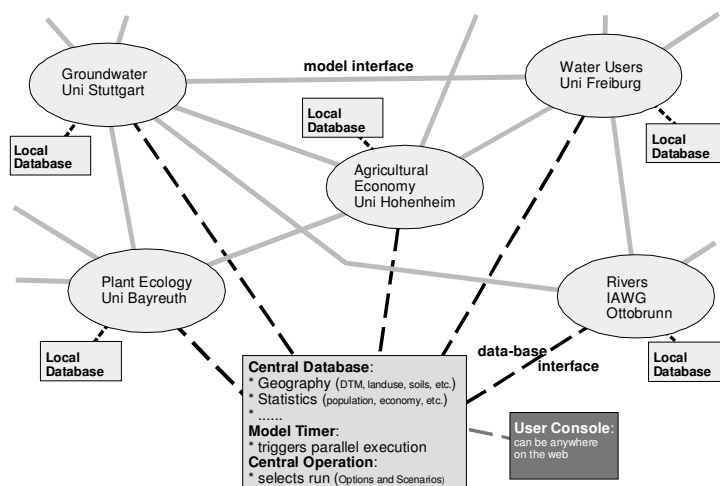 Groundwater
Uni Stuttgart
model interface
Water Users
Uni Freiburg
Local
Database
Local
Database
Local
Database
Agricultural
Economy
Uni Hohenheim
Plant Ecology
Uni Bayreuth
Rivers
IAWG
Ottobrunn
Local
Database
Local
Database
data-base
interface
Central Database:
* Geography (DTM, landuse, soils, etc.)
* Statistics (population, economy, etc.)
* ......
Model Timer:
* triggers parallel execution
Central Operation:
* selects run (Options and Scenarios)
User Console:
can be anywhere
on the web